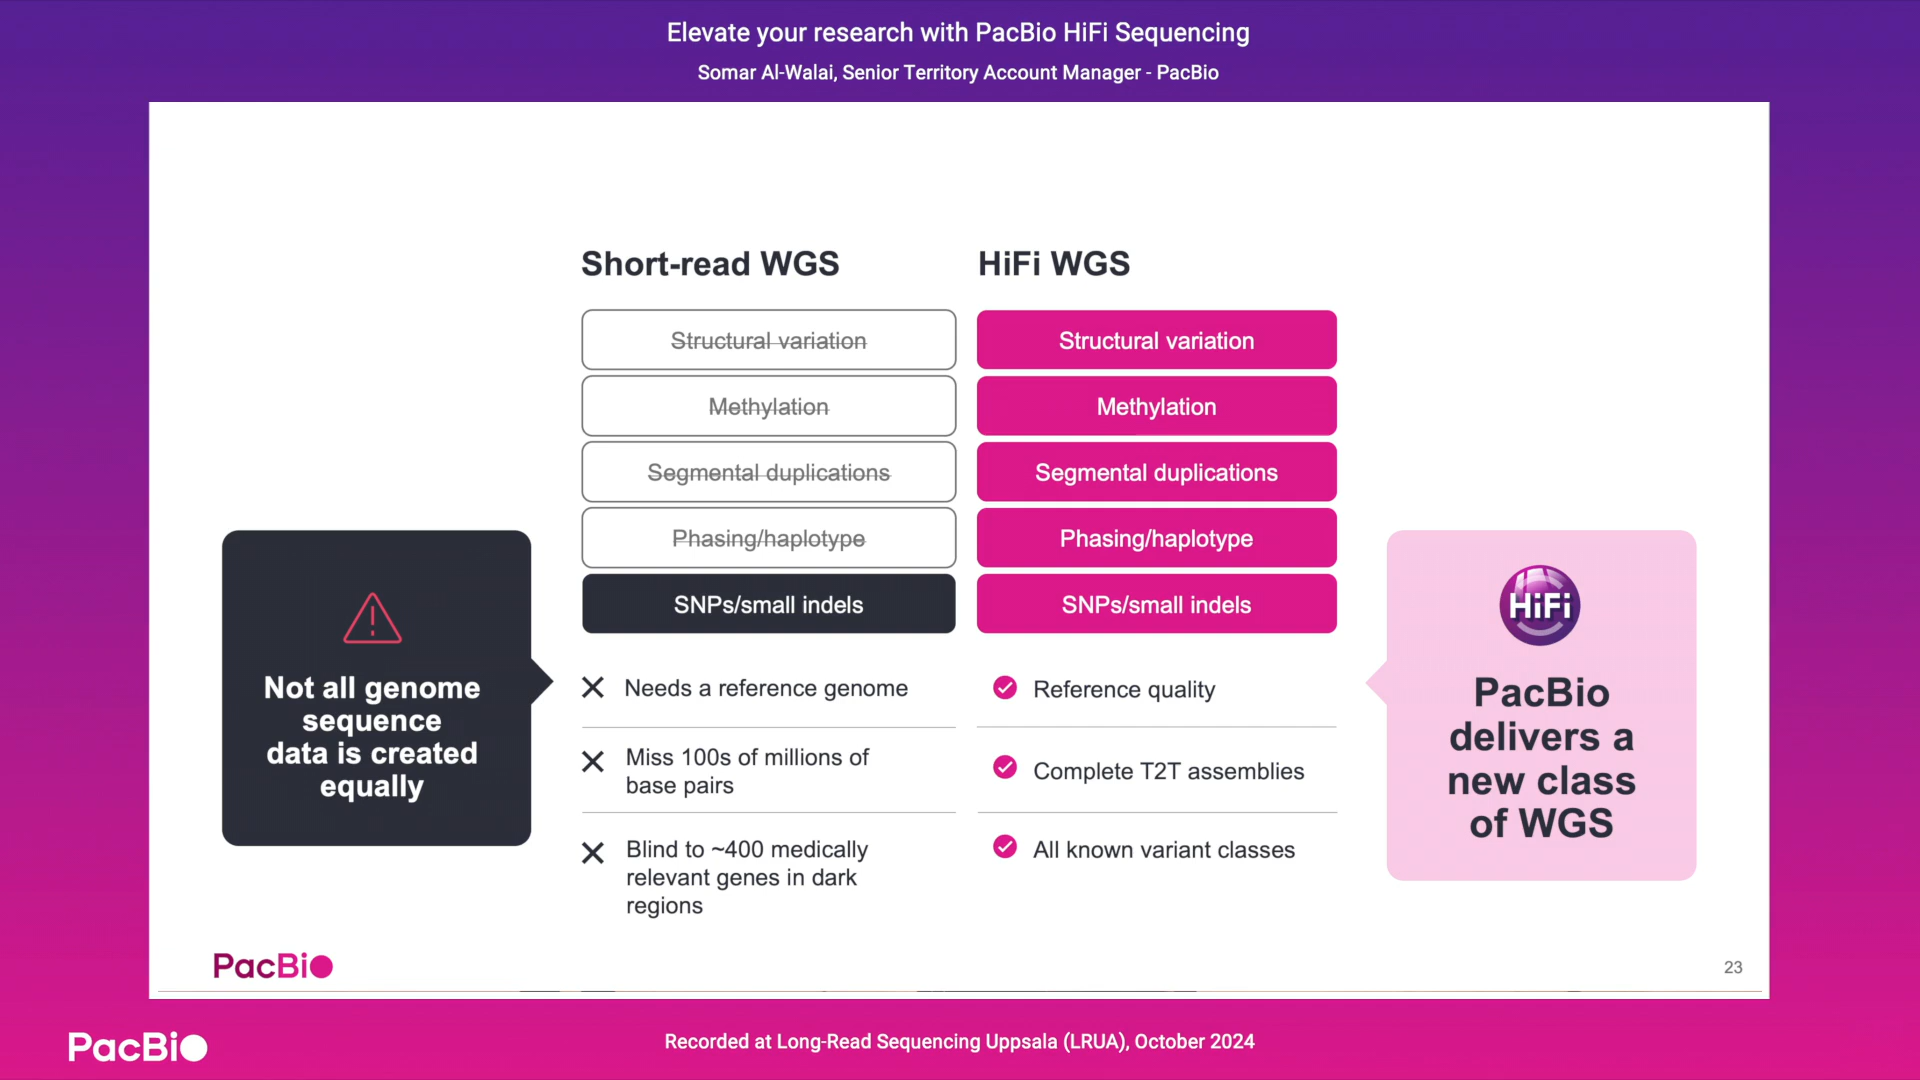 Elevate your research with PacBio HiFi Sequencing
Somar Al-Walai, Senior Territory Account Manager - PacBio
Short-read WGS
Structural variation
Methylation
Segmental duplications
Phasing/haplotype
SNPs/small indels
HiFi WGS
Structural variation
Methylation
Segmental duplications
Phasing/haplotype
SNPs/small indels
Not all genome
sequence
data is created
equally
Needs a reference genome
Miss 100s of millions of
base pairs
Blind to ~400 medically
relevant genes in dark
regions
Reference quality
Complete T2T assemblies
All known variant classes
HiFi
PacBio
delivers a
new class
of WGS
PacBio
23
PacBio
Recorded at Long-Read Sequencing Uppsala (LRUA), October 2024